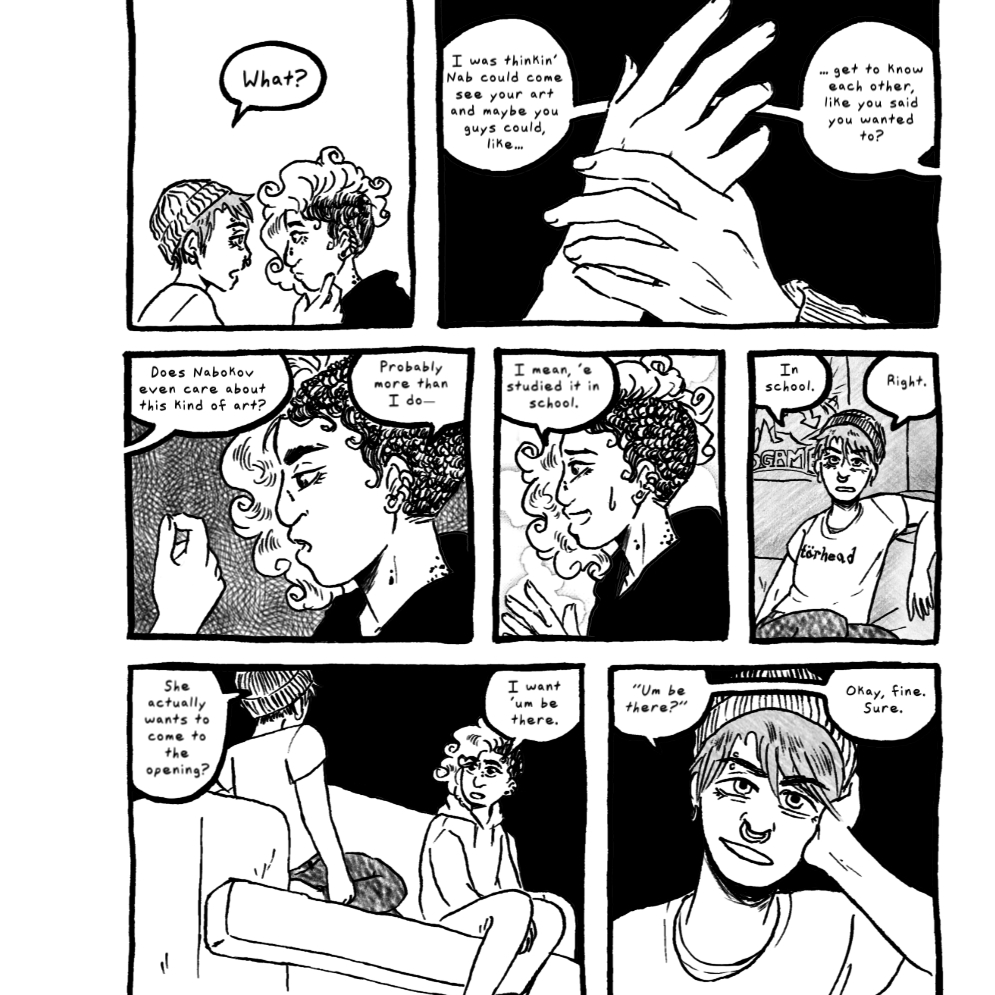 What?
I was thinkin'
Nab could come
see your art
and maybe you
guys could,
like...
... get to know
each other,
like you said
you wanted
to?
Does Nabokov
even care about
this kind of art?
Probably
more than
I do—
I mean, 'e
studied it in
school.
In
school.
Right.
törhead
She
actually
wants to
come to
the
opening?
I want
'um be
there.
"Um be
there?"
Okay, fine.
Sure.